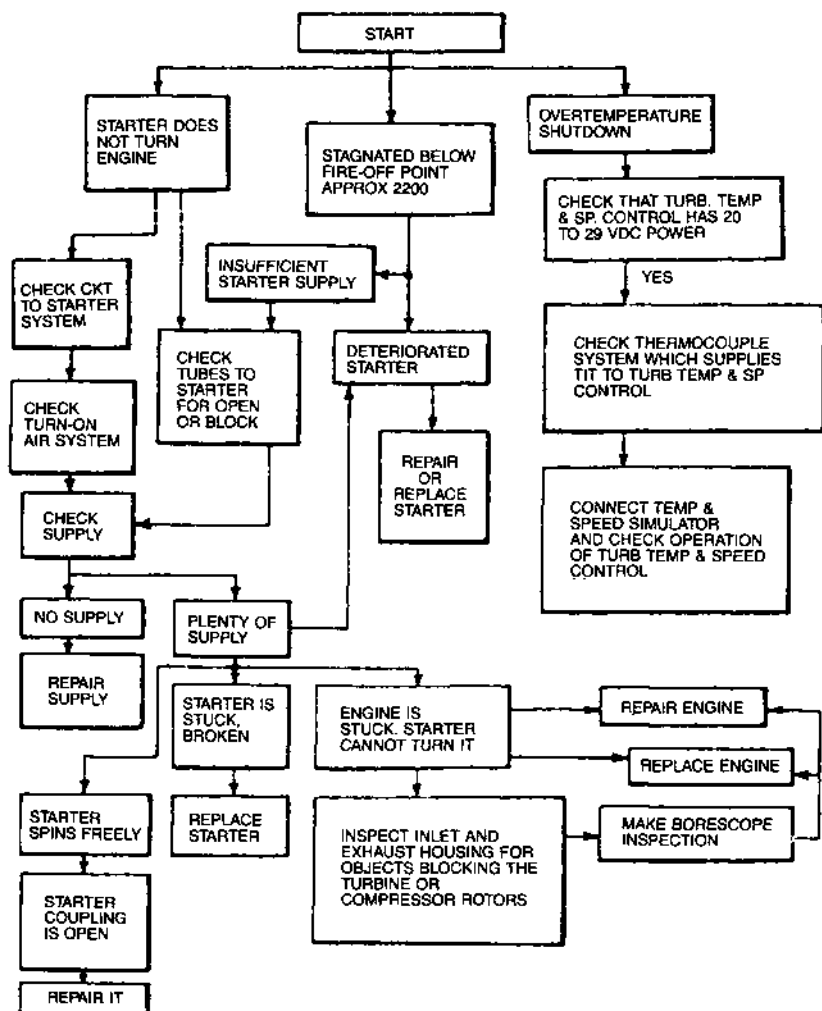 START
STARTER DOES
NOT TURN
ENGINE
STAGNATED BELOW
FIRE-OFF POINT
APPROX 2200
OVERTEMPERATURE
SHUTDOWN
CHECK THAT TURB. TEMP
& SP. CONTROL HAS 20
TO 29 VDC POWER
YES
INSUFFICIENT
STARTER SUPPLY
CHECK CKT
TO STARTER
SYSTEM
CHECK
TUBES TO
STARTER
FOR OPEN
OR BLOCK
DETERIORATED
STARTER
CHECK THERMOCOUPLE
SYSTEM WHICH SUPPLIES
TIT TO TURB TEMP & SP
CONTROL
CHECK
TURN-ON
AIR SYSTEM
REPAIR
OR
REPLACE
STARTER
CHECK
SUPPLY
CONNECT TEMP &
SPEED SIMULATOR
AND CHECK OPERATION
OF TURB TEMP & SPEED
CONTROL
NO SUPPLY
PLENTY OF
SUPPLY
REPAIR
SUPPLY
STARTER IS
STUCK,
BROKEN
ENGINE IS
STUCK. STARTER
CANNOT TURN IT
REPAIR ENGINE
REPLACE ENGINE
STARTER
SPINS FREELY
REPLACE
STARTER
INSPECT INLET AND
EXHAUST HOUSING FOR
OBJECTS BLOCKING THE
TURBINE OR
COMPRESSOR ROTORS
MAKE BORESCOPE
INSPECTION
STARTER
COUPLING
IS OPEN
REPAIR IT